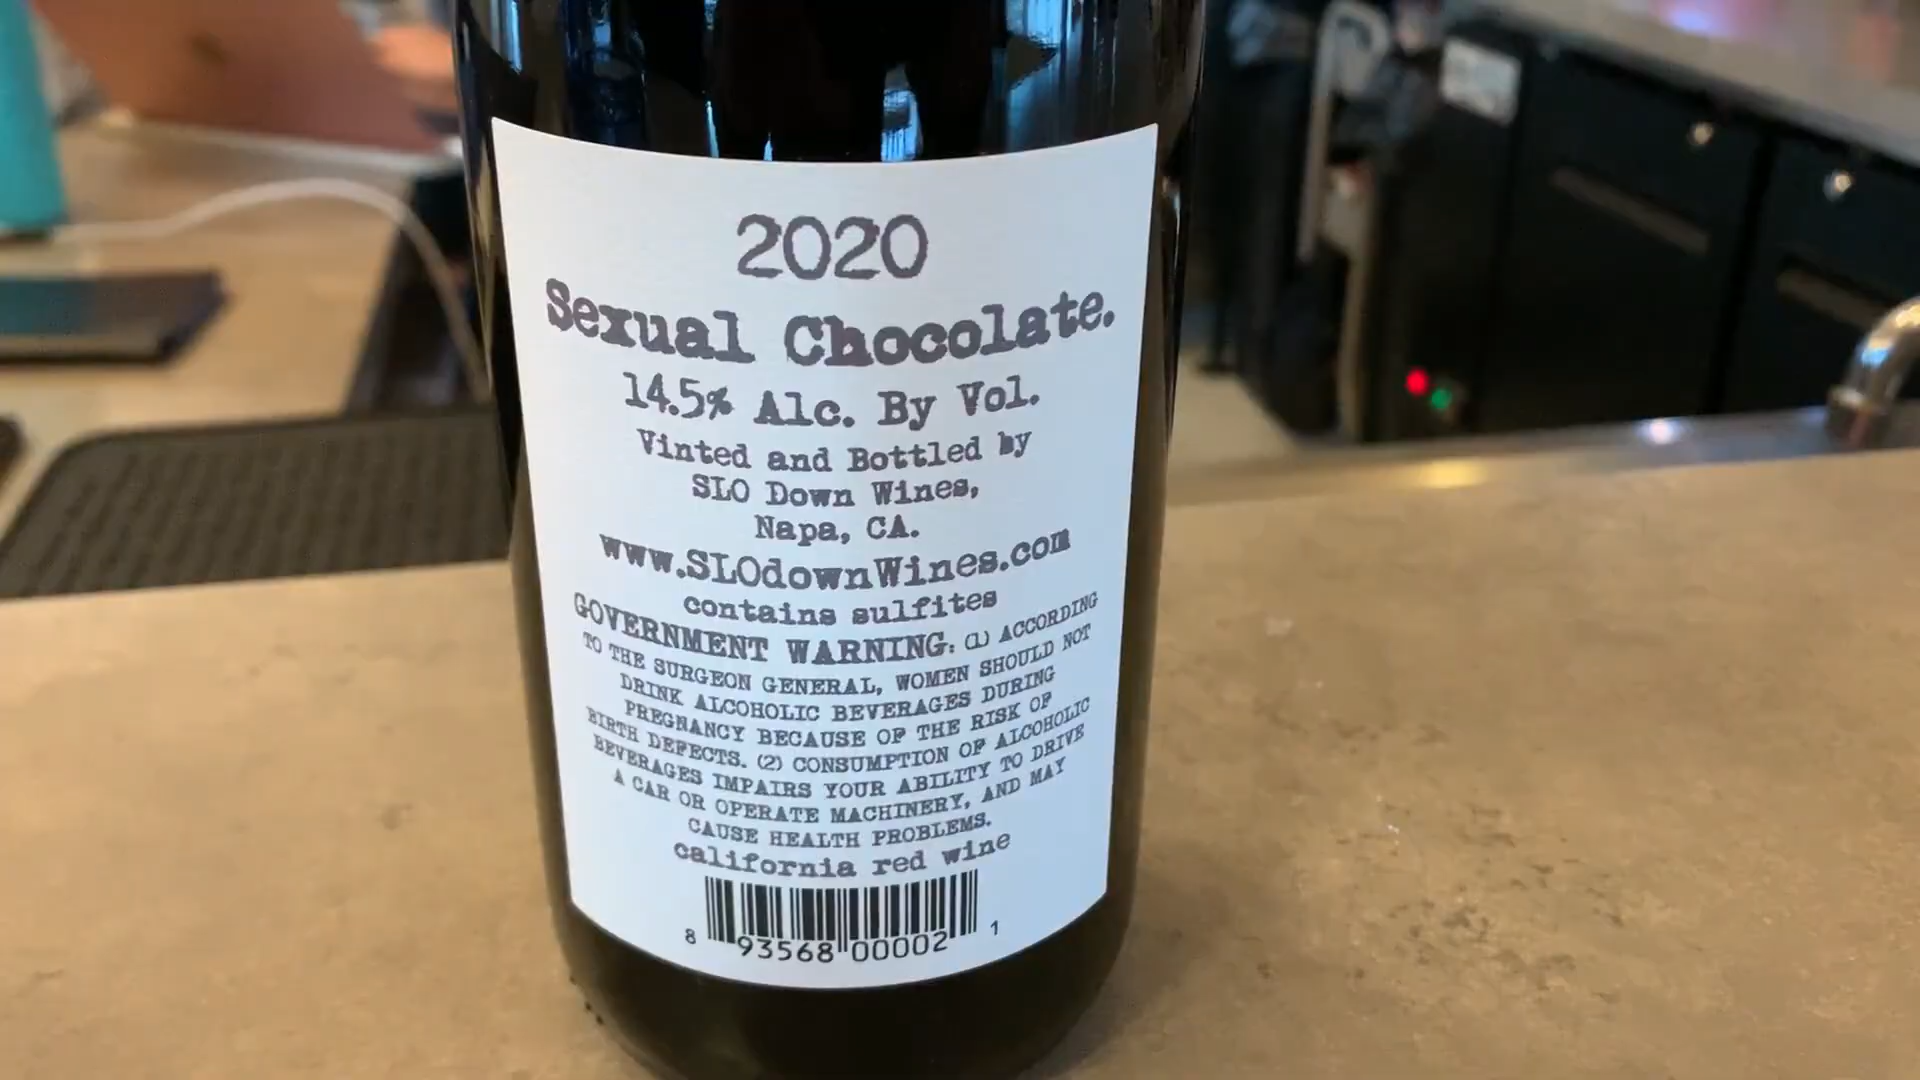 2020
Sexual Chocolate.
14.5% Alc. By Vol.
Vinted and Bottled by
SLO Down Wines,
Napa, CA.
www.SLOdownWines.com
contains sulfites
GOVERNMENT WARNING: (1) ACCORDING
TO THE SURGEON GENERAL, WOMEN SHOULD NOT
DRINK ALCOHOLIC BEVERAGES DURING
PREGNANCY BECAUSE OF THE RISK OF
BIRTH DEFECTS. (2) CONSUMPTION OF ALCOHOLIC
BEVERAGES IMPAIRS YOUR ABILITY TO DRIVE
A CAR OR OPERATE MACHINERY, AND MAY
CAUSE HEALTH PROBLEMS.
california red wine
8 93568 00002 1